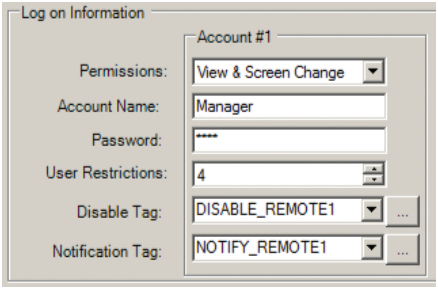 Log on Information
Account #1
Permissions: View & Screen Change
Account Name: Manager
Password: ****
User Restrictions: 4
Disable Tag: DISABLE_REMOTE1 ...
Notification Tag: NOTIFY_REMOTE1 ...